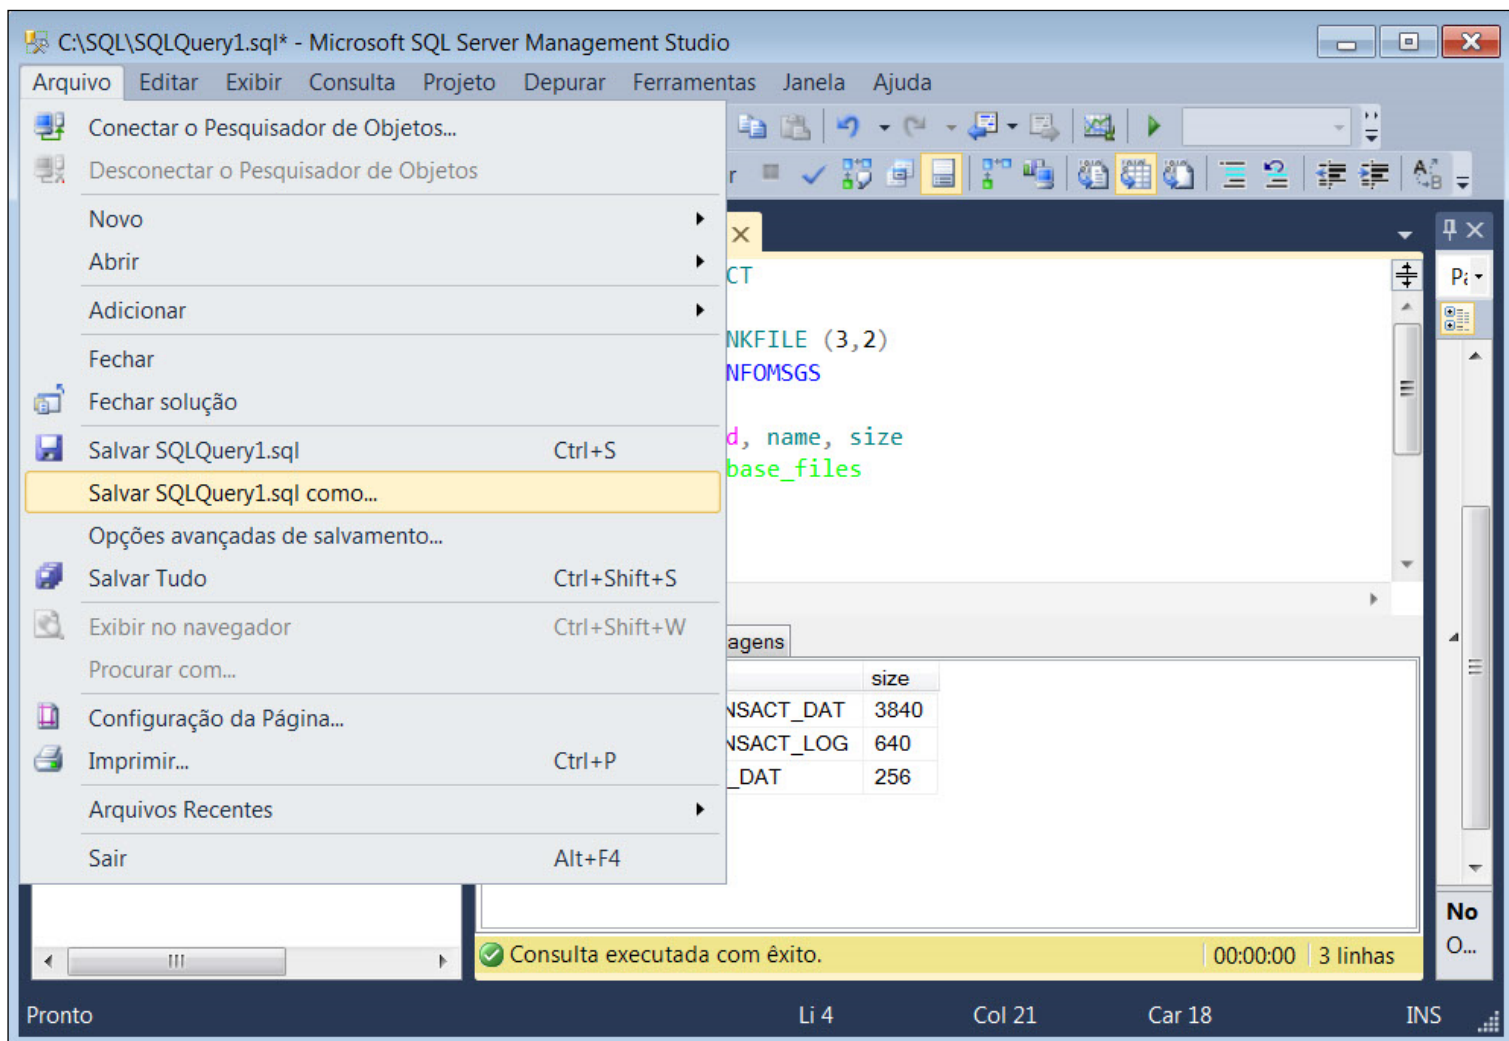 C:\SQL\SQLQuery1.sql* - Microsoft SQL Server Management Studio
Arquivo Editar Exibir Consulta Projeto Depurar Ferramentas Janela Ajuda
Conectar o Pesquisador de Objetos...
Desconectar o Pesquisador de Objetos
Novo
Abrir
Adicionar
Fechar
Fechar solução
Salvar SQLQuery1.sql Ctrl+S
Salvar SQLQuery1.sql como...
Opções avançadas de salvamento...
Salvar Tudo Ctrl+Shift+S
Exibir no navegador Ctrl+Shift+W
Procurar com...
Configuração da Página...
Imprimir... Ctrl+P
Arquivos Recentes
Sair Alt+F4
r
CT
NKFILE (3,2)
NFOMSGS
d, name, size
base_files
agens
size
NSACT_DAT 3840
NSACT_LOG 640
_DAT 256
No
O...
Consulta executada com êxito. 00:00:00 3 linhas
Pronto Li 4 Col 21 Car 18 INS